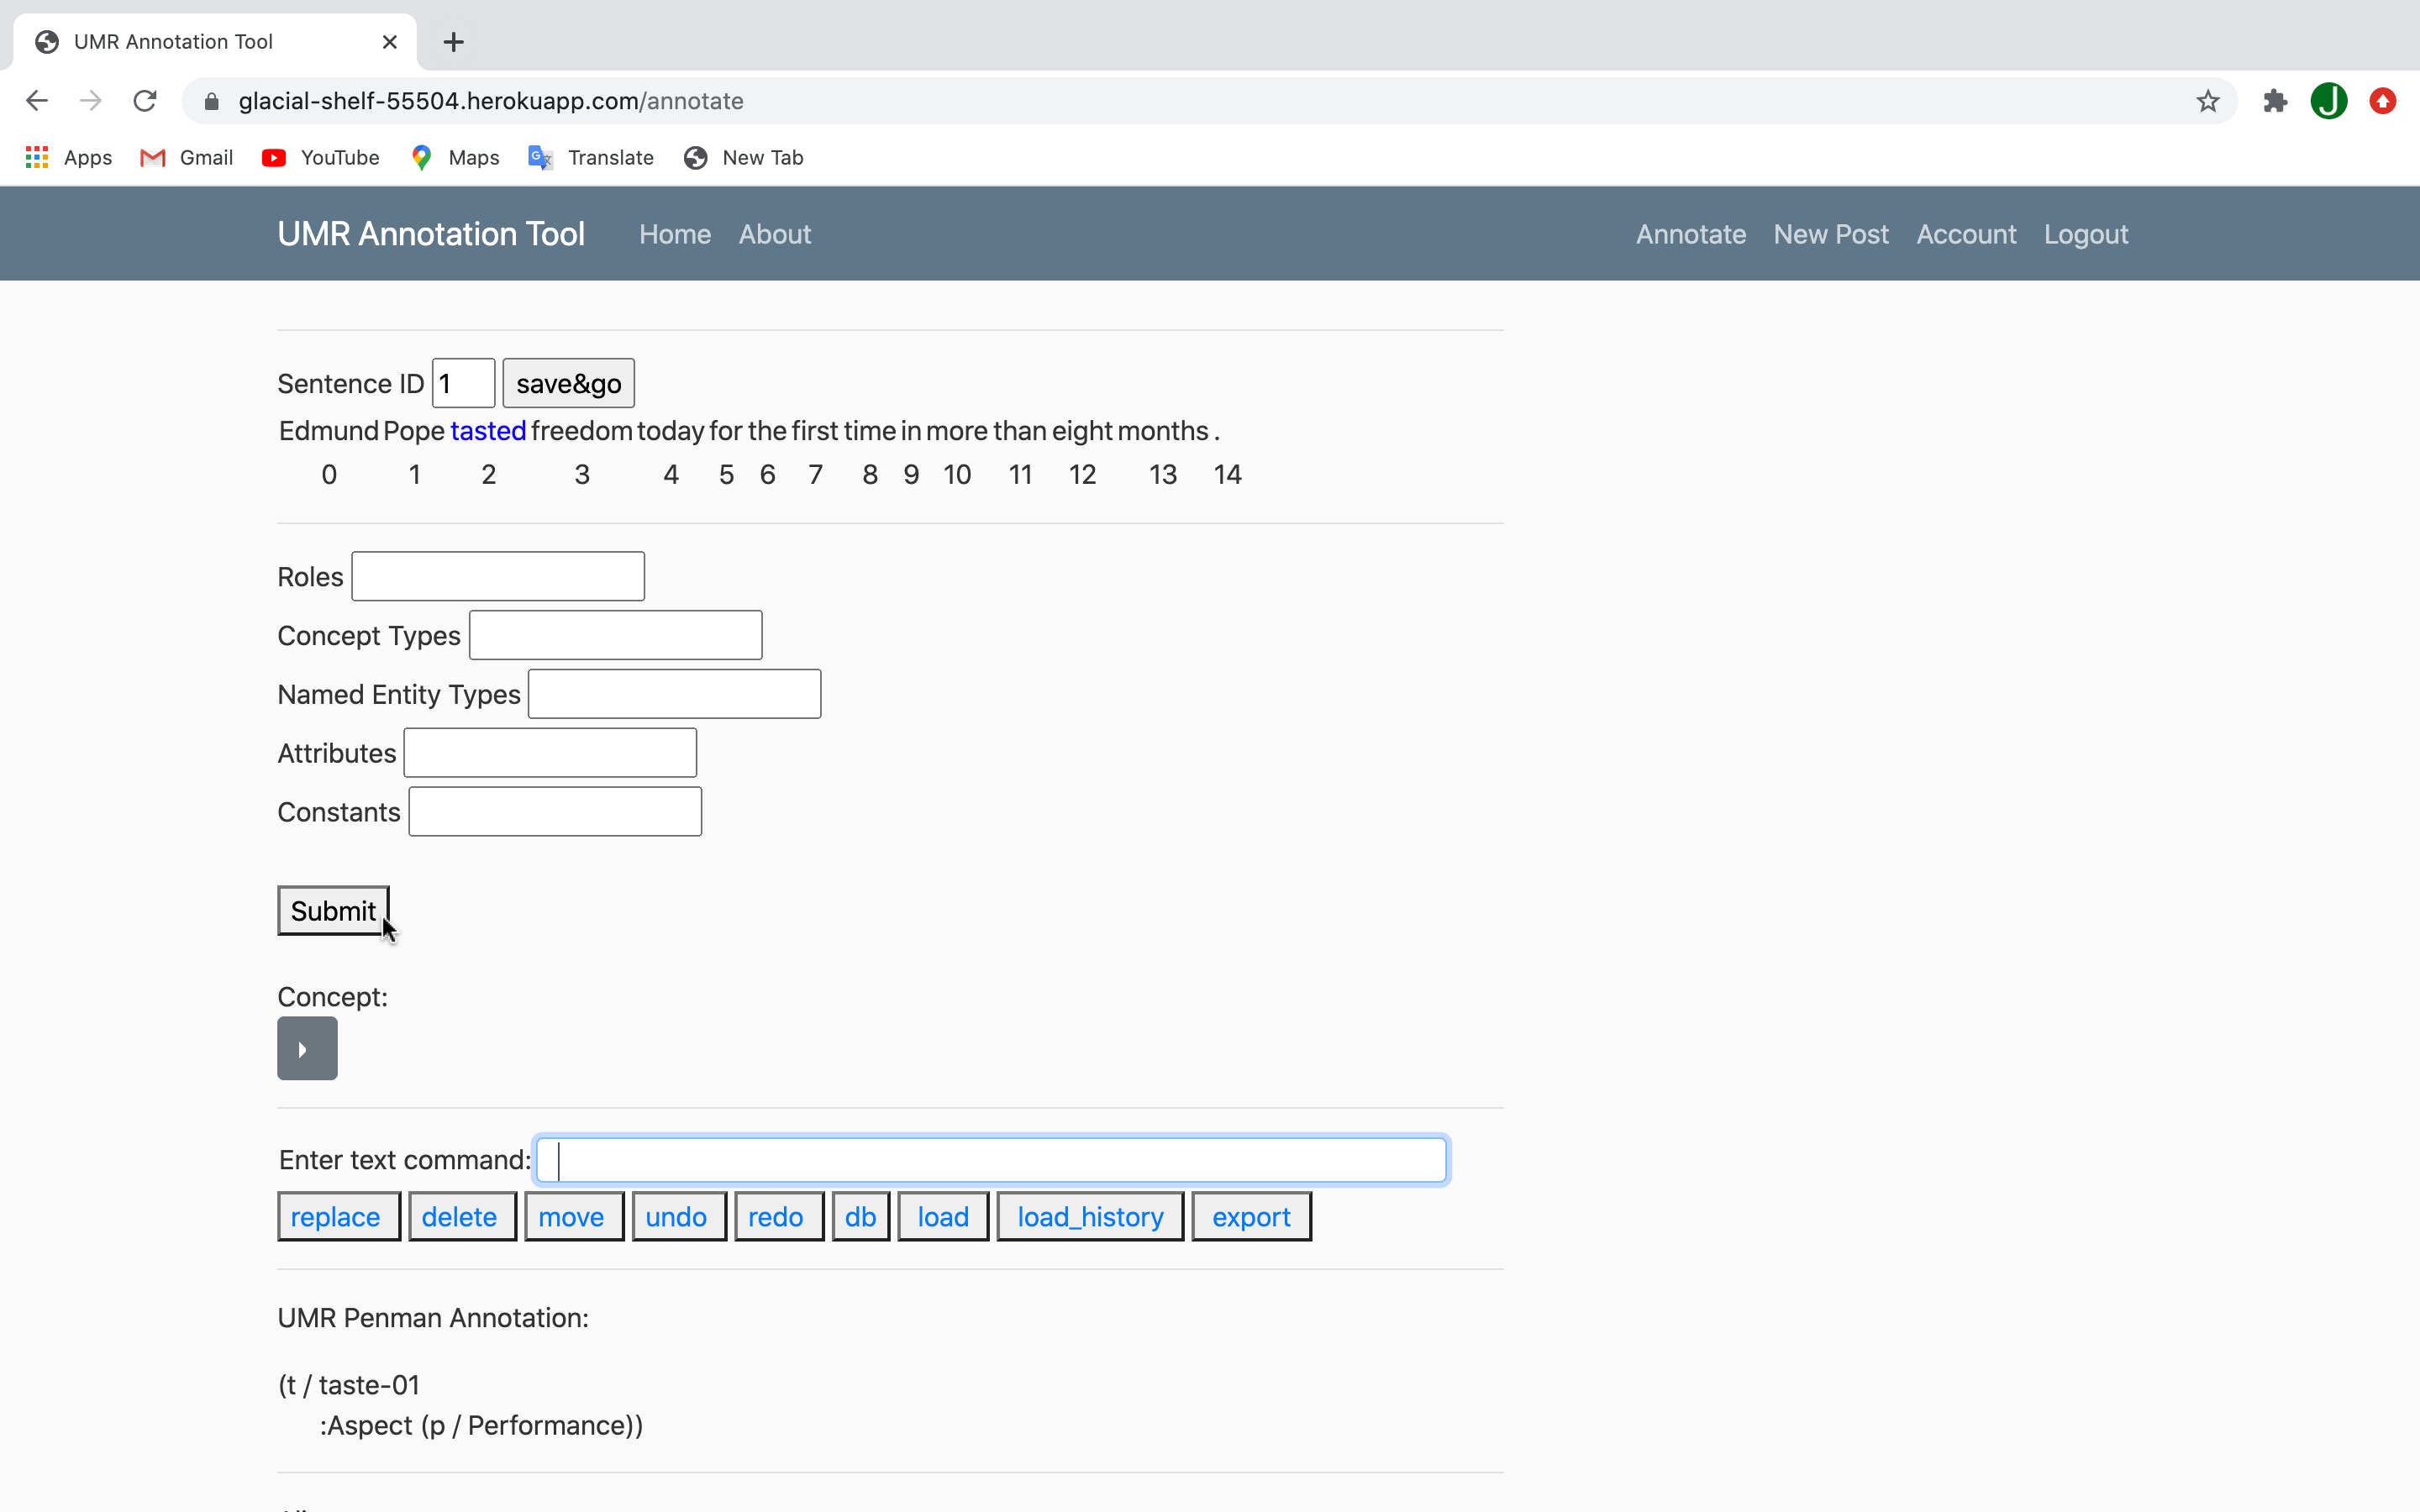 UMR Annotation Tool
glacial-shelf-55504.herokuapp.com/annotate
J
Apps Gmail YouTube Maps Translate New Tab
UMR Annotation Tool Home About Annotate New Post Account Logout
Sentence ID 1 save&go
Edmund Pope tasted freedom today for the first time in more than eight months .
0 1 2 3 4 5 6 7 8 9 10 11 12 13 14
Roles
Concept Types
Named Entity Types
Attributes
Constants
Submit
Concept:
Enter text command:
replace delete move undo redo db load load_history export
UMR Penman Annotation:
(t / taste-01
:Aspect (p / Performance))